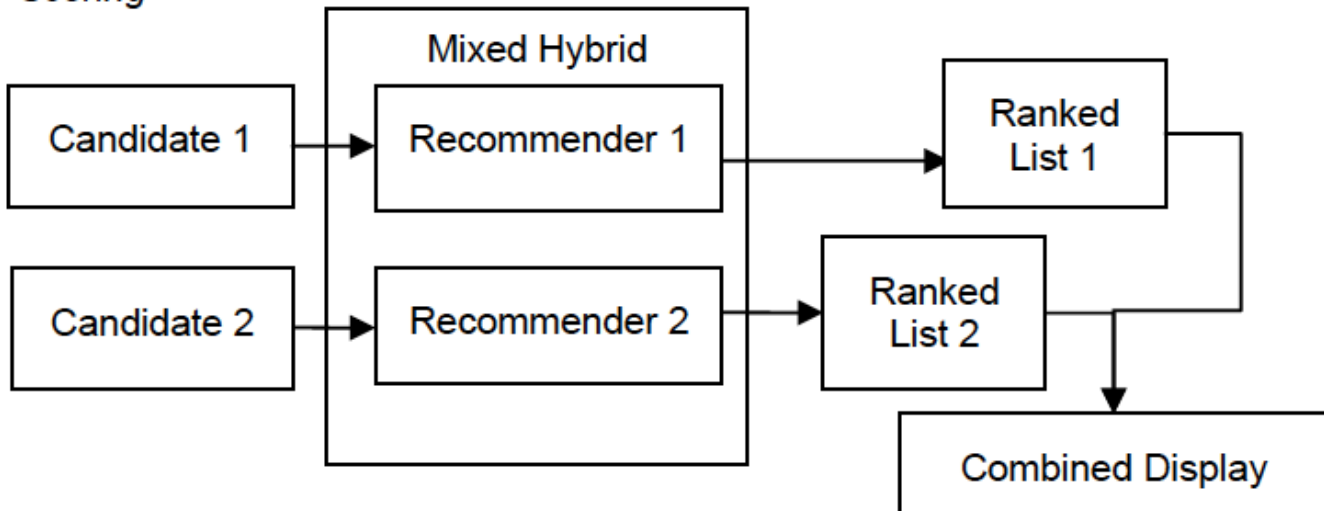 Mixed Hybrid
Candidate 1
Recommender 1
Ranked
List 1
Candidate 2
Recommender 2
Ranked
List 2
Combined Display